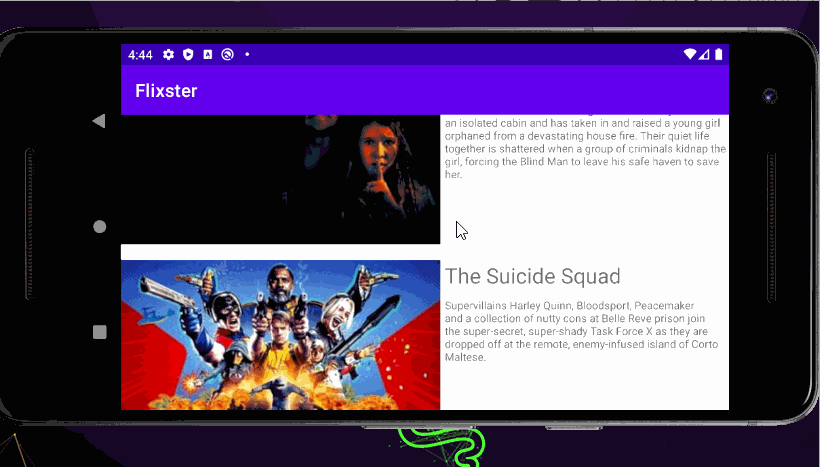 4:44
Flixster
an isolated cabin and has taken in and raised a young girl
orphaned from a devastating house fire. Their quiet life
together is shattered when a group of criminals kidnap the
girl, forcing the Blind Man to leave his safe haven to save
her.
The Suicide Squad
Supervillains Harley Quinn, Bloodsport, Peacemaker
and a collection of nutty cons at Belle Reve prison join
the super-secret, super-shady Task Force X as they are
dropped off at the remote, enemy-infused island of Corto
Maltese.